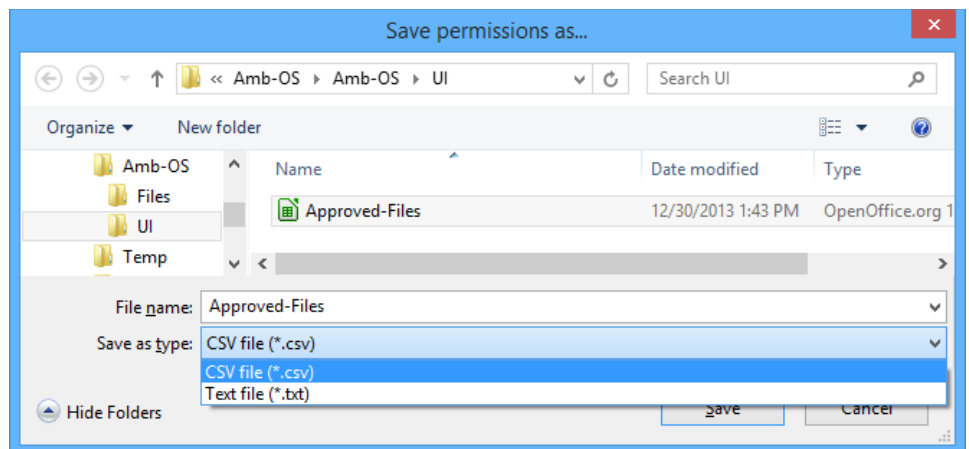 Save permissions as...
« Amb-OS Amb-OS UI
Search UI
Organize New folder
Amb-OS
Files
UI
Temp
Name Date modified Type
Approved-Files 12/30/2013 1:43 PM OpenOffice.org 1
File name: Approved-Files
Save as type: CSV file (*.csv)
CSV file (*.csv)
Text file (*.txt)
Hide Folders
Save Cancel